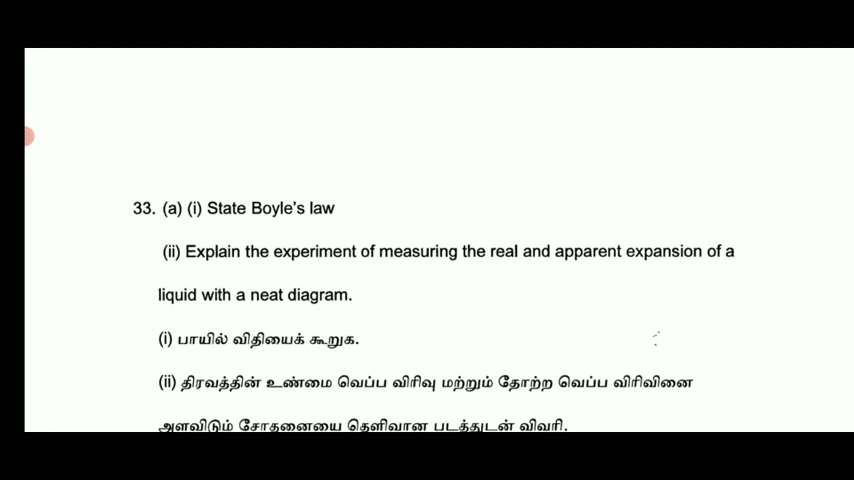 33. (a) (i) State Boyle's law
(ii) Explain the experiment of measuring the real and apparent expansion of a
liquid with a neat diagram.
(i) பாயில் விதியைக் கூறுக.
(ii) திரவத்தின் உண்மை வெப்ப விரிவு மற்றும் தோற்ற வெப்ப விரிவினை
அளவிடும் சோதனையை தெளிவான படத்துடன் விவரி.